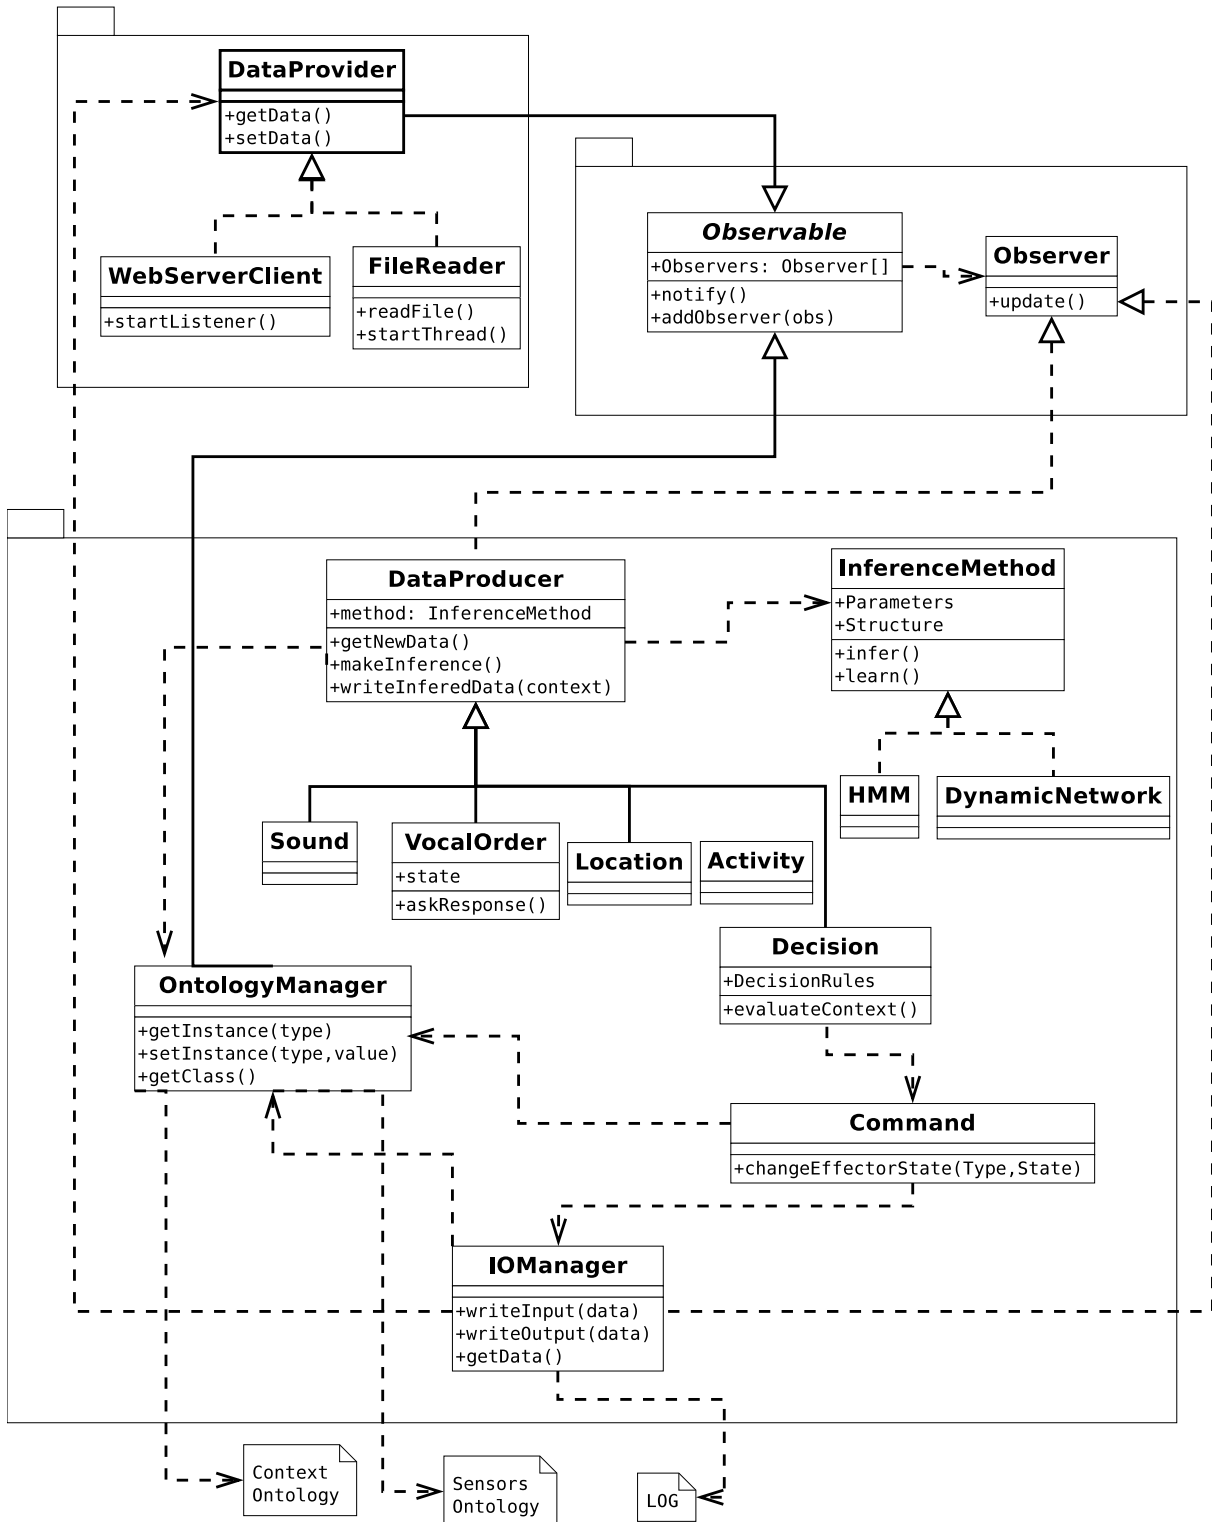 DataProvider
+getData()
+setData()
WebServerClient
+startListener()
FileReader
+readFile()
+startThread()
Observable
+Observers: Observer[]
+notify()
+addObserver(obs)
Observer
+update()
DataProducer
+method: InferenceMethod
+getNewData()
+makeInference()
+writeInferedData(context)
InferenceMethod
+Parameters
+Structure
+infer()
+learn()
HMM
DynamicNetwork
Sound
VocalOrder
+state
+askResponse()
Location
Activity
Decision
+DecisionRules
+evaluateContext()
OntologyManager
+getInstance(type)
+setInstance(type,value)
+getClass()
Command
+changeEffectorState(Type,State)
IOManager
+writeInput(data)
+writeOutput(data)
+getData()
Context
Ontology
Sensors
Ontology
LOG